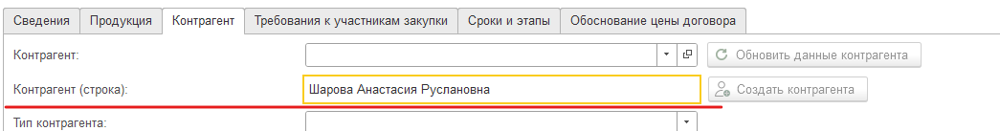 Сведения Продукция Контрагент Требования к участникам закупки Сроки и этапы Обоснование цены договора
Контрагент: Обновить данные контрагента
Контрагент (строка): Шарова Анастасия Руслановна Создать контрагента
Тип контрагента: